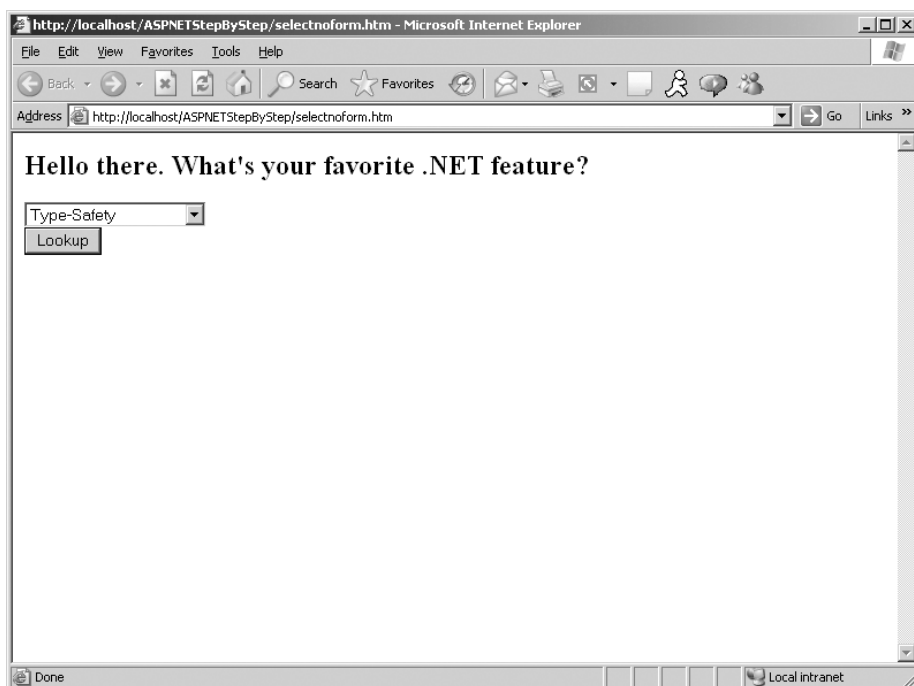 http://localhost/ASPNETStepByStep/selectnoform.htm - Microsoft Internet Explorer
File Edit View Favorites Tools Help
Back Search Favorites
Address http://localhost/ASPNETStepByStep/selectnoform.htm Go Links »
Hello there. What's your favorite .NET feature?
Type-Safety
Lookup
Done Local intranet